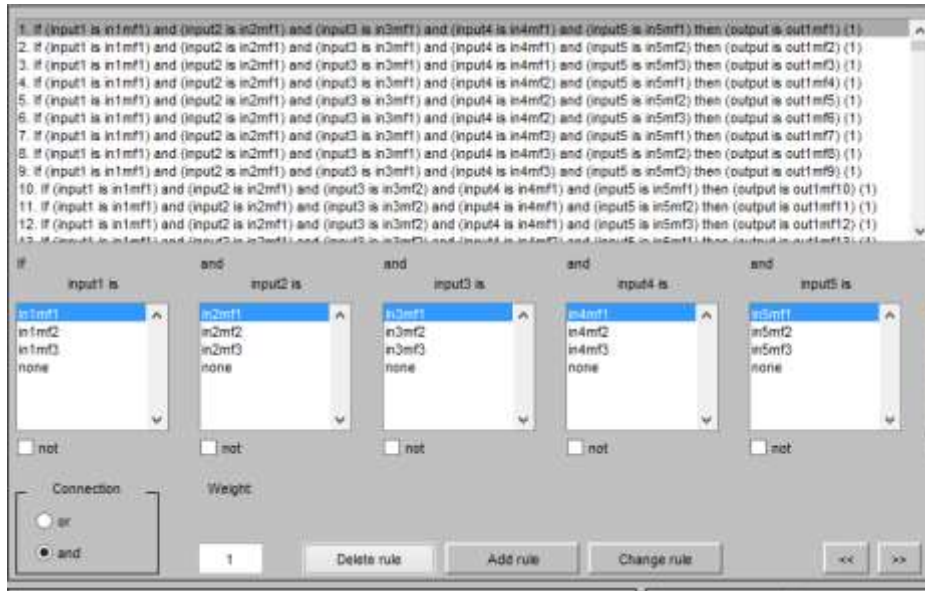 1. If (input1 is in1mf1) and (input2 is in2mf1) and (input3 is in3mf1) and (input4 is in4mf1) and (input5 is in5mf1) then (output is out1mf1) (1)
2. If (input1 is in1mf1) and (input2 is in2mf1) and (input3 is in3mf1) and (input4 is in4mf1) and (input5 is in5mf2) then (output is out1mf2) (1)
3. If (input1 is in1mf1) and (input2 is in2mf1) and (input3 is in3mf1) and (input4 is in4mf1) and (input5 is in5mf3) then (output is out1mf3) (1)
4. If (input1 is in1mf1) and (input2 is in2mf1) and (input3 is in3mf1) and (input4 is in4mf2) and (input5 is in5mf1) then (output is out1mf4) (1)
5. If (input1 is in1mf1) and (input2 is in2mf1) and (input3 is in3mf1) and (input4 is in4mf2) and (input5 is in5mf2) then (output is out1mf5) (1)
6. If (input1 is in1mf1) and (input2 is in2mf1) and (input3 is in3mf1) and (input4 is in4mf2) and (input5 is in5mf3) then (output is out1mf6) (1)
7. If (input1 is in1mf1) and (input2 is in2mf1) and (input3 is in3mf1) and (input4 is in4mf3) and (input5 is in5mf1) then (output is out1mf7) (1)
8. If (input1 is in1mf1) and (input2 is in2mf1) and (input3 is in3mf1) and (input4 is in4mf3) and (input5 is in5mf2) then (output is out1mf8) (1)
9. If (input1 is in1mf1) and (input2 is in2mf1) and (input3 is in3mf1) and (input4 is in4mf3) and (input5 is in5mf3) then (output is out1mf9) (1)
10. If (input1 is in1mf1) and (input2 is in2mf1) and (input3 is in3mf2) and (input4 is in4mf1) and (input5 is in5mf1) then (output is out1mf10) (1)
11. If (input1 is in1mf1) and (input2 is in2mf1) and (input3 is in3mf2) and (input4 is in4mf1) and (input5 is in5mf2) then (output is out1mf11) (1)
12. If (input1 is in1mf1) and (input2 is in2mf1) and (input3 is in3mf2) and (input4 is in4mf1) and (input5 is in5mf3) then (output is out1mf12) (1)
If and and and and
input1 is input2 is input3 is input4 is input5 is
in1mf1 in2mf1 in3mf1 in4mf1 in5mf1
in1mf2 in2mf2 in3mf2 in4mf2 in5mf2
in1mf3 in2mf3 in3mf3 in4mf3 in5mf3
none none none none none
not not not not not
Connection Weight:
or
and 1 Delete rule Add rule Change rule << >>